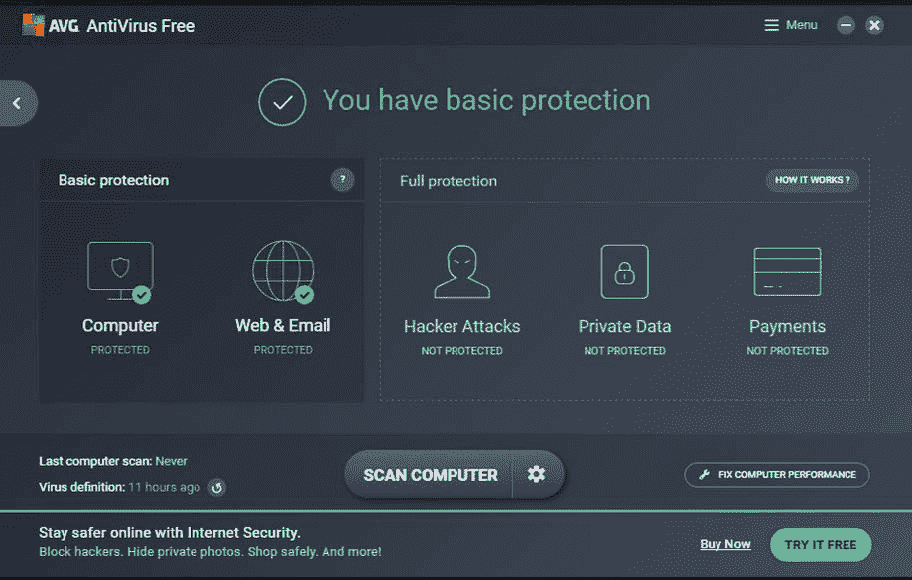 AVG AntiVirus Free
Menu
You have basic protection
Basic protection
?
Full protection
HOW IT WORKS ?
Computer
PROTECTED
Web & Email
PROTECTED
Hacker Attacks
NOT PROTECTED
Private Data
NOT PROTECTED
Payments
NOT PROTECTED
Last computer scan: Never
Virus definition: 11 hours ago
SCAN COMPUTER
FIX COMPUTER PERFORMANCE
Stay safer online with Internet Security.
Block hackers. Hide private photos. Shop safely. And more!
Buy Now
TRY IT FREE